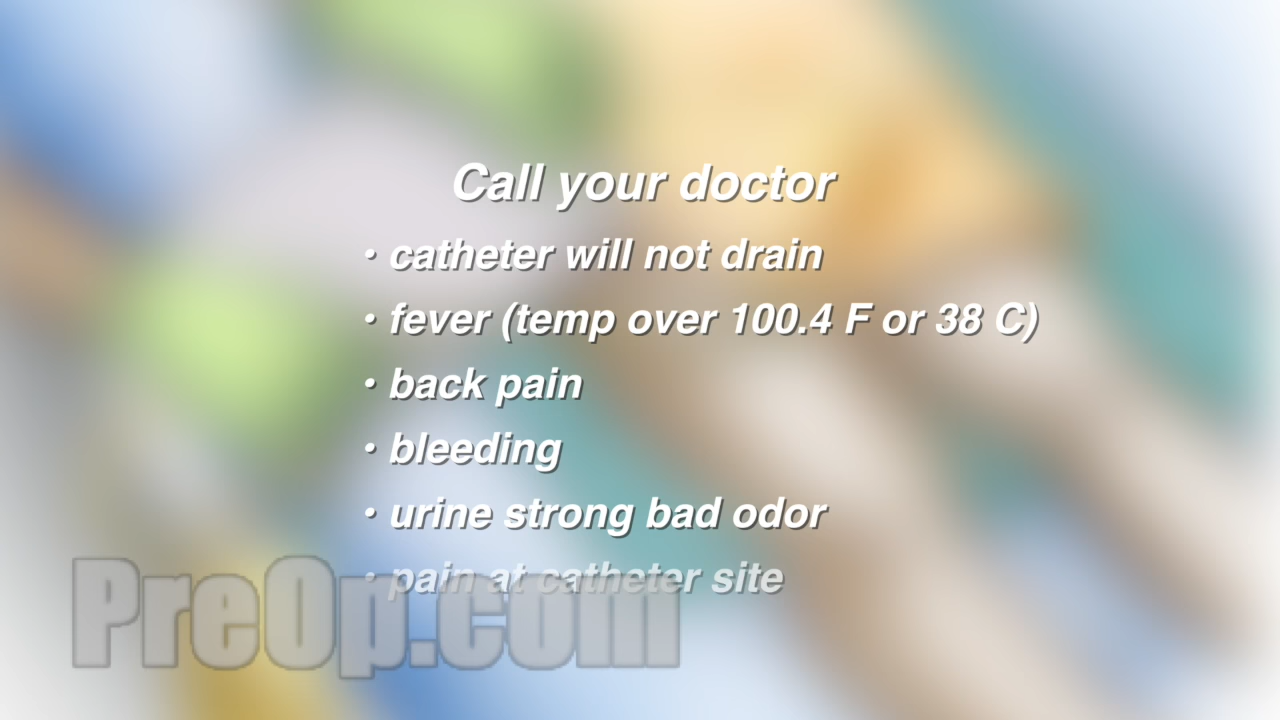 Call your doctor
• catheter will not drain
• fever (temp over 100.4 F or 38 C)
• back pain
• bleeding
• urine strong bad odor
• pain at catheter site
PreOp.com